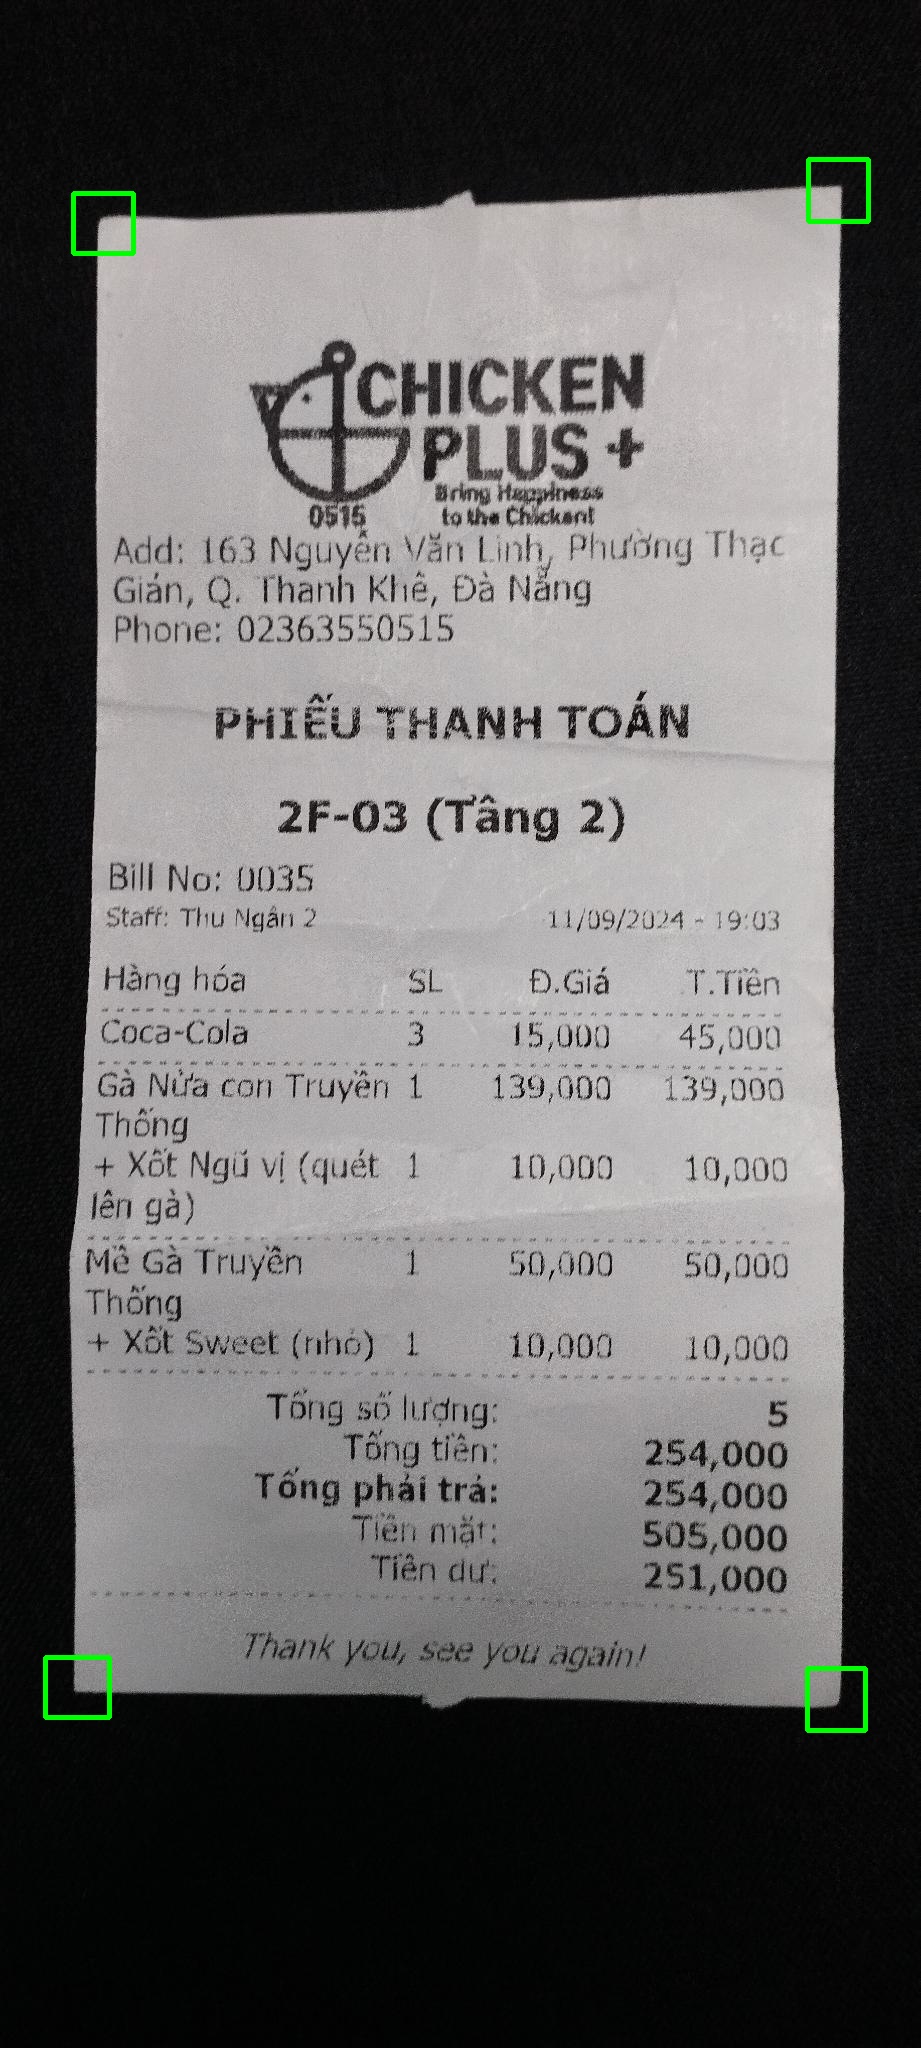 CHICKEN
PLUS +
Bring Happiness
0515 to the Chicken!
Add: 163 Nguyễn Văn Linh, Phường Thạc
Gián, Q. Thanh Khê, Đà Nẵng
Phone: 02363550515
PHIẾU THANH TOÁN
2F-03 (Tầng 2)
Bill No: 0035
Staff: Thu Ngân 2 11/09/2024 - 19:03
Hàng hóa SL Đ.Giá T.Tiền
Coca-Cola 3 15,000 45,000
Gà Nửa con Truyền 1 139,000 139,000
Thống
+ Xốt Ngũ vị (quét 1 10,000 10,000
lên gà)
Mề Gà Truyền 1 50,000 50,000
Thống
+ Xốt Sweet (nhỏ) 1 10,000 10,000
Tổng số lượng: 5
Tổng tiền: 254,000
Tổng phải trả: 254,000
Tiền mặt: 505,000
Tiền dư: 251,000
Thank you, see you again!